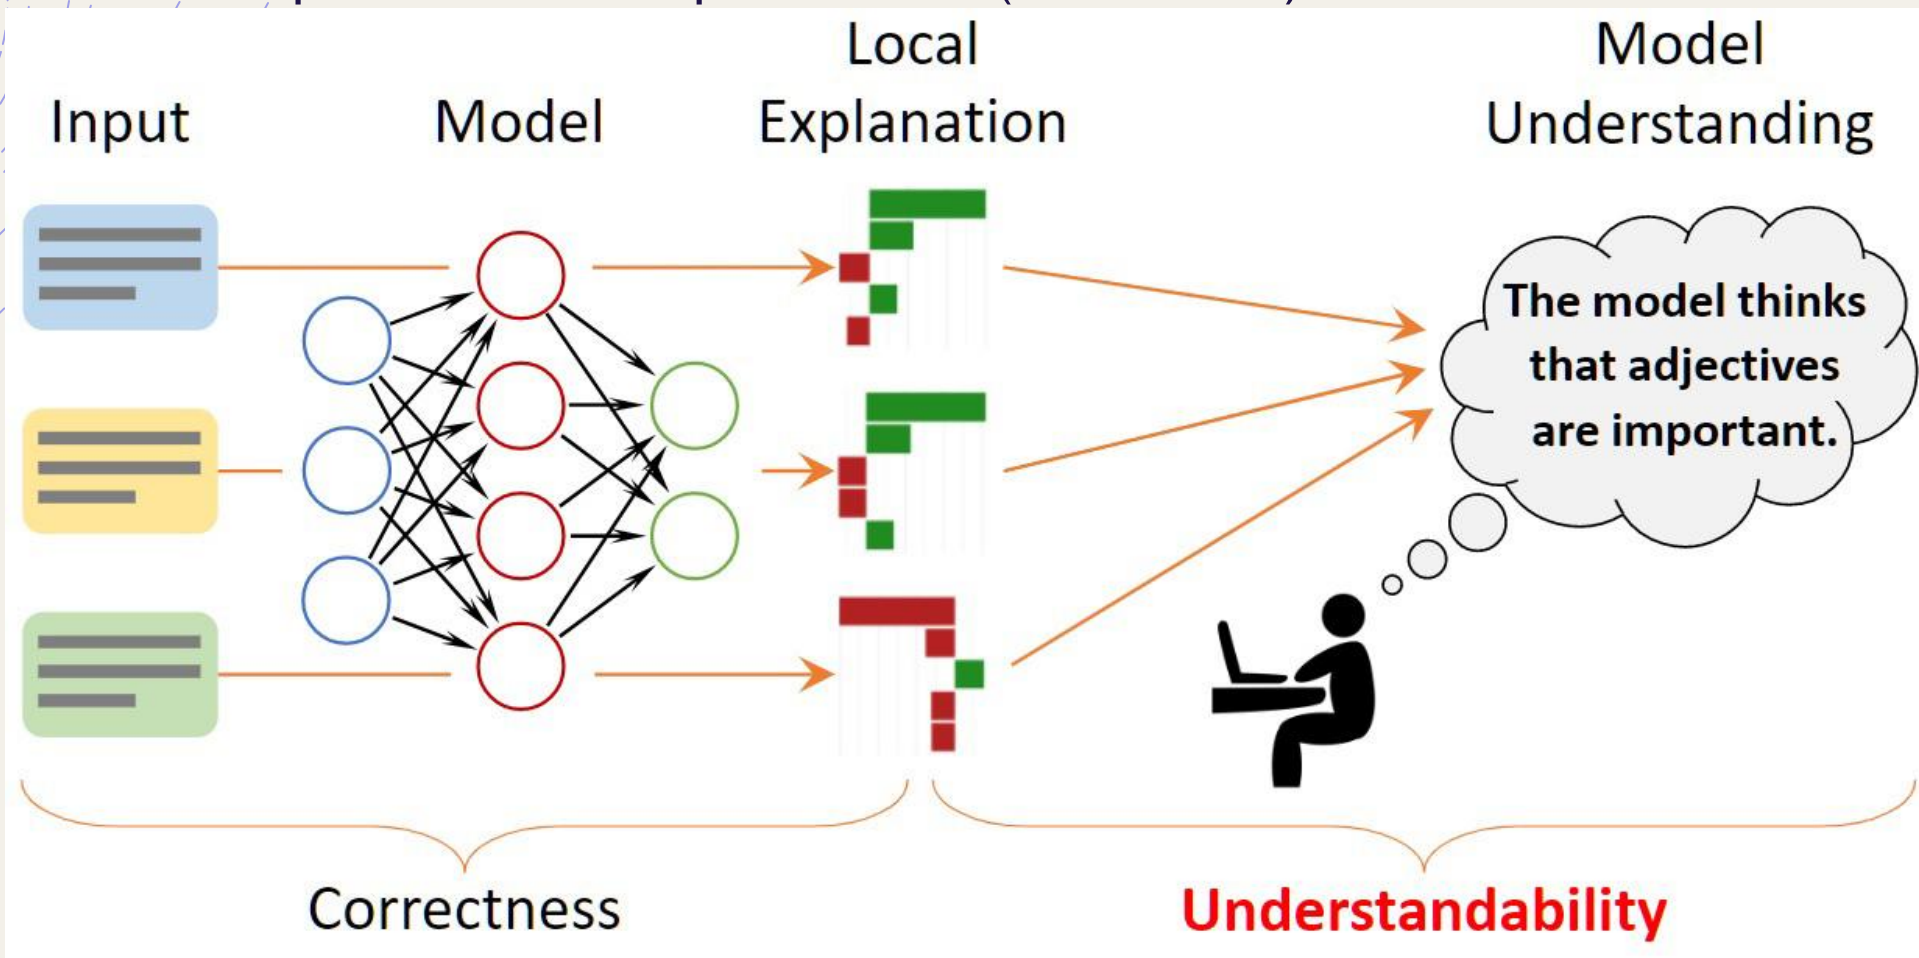 Input
Model
Local
Explanation
Model
Understanding
The model thinks
that adjectives
are important.
Correctness
Understandability